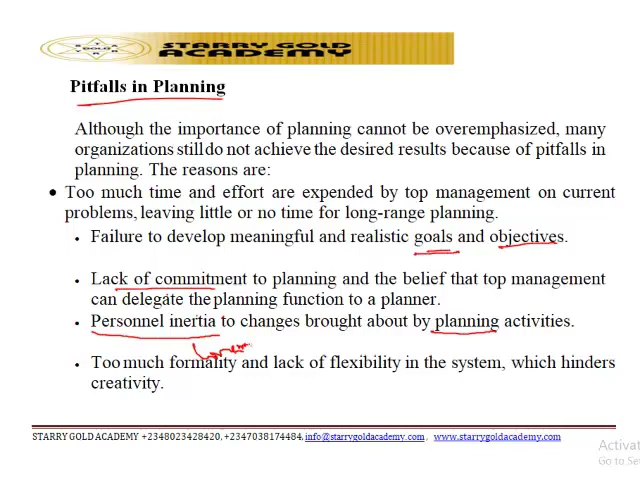 STARRY GOLD
ACADEMY
Pitfalls in Planning
Although the importance of planning cannot be overemphasized, many
organizations still do not achieve the desired results because of pitfalls in
planning. The reasons are:
• Too much time and effort are expended by top management on current
problems, leaving little or no time for long-range planning.
• Failure to develop meaningful and realistic goals and objectives.
• Lack of commitment to planning and the belief that top management
can delegate the planning function to a planner.
• Personnel inertia to changes brought about by planning activities.
• Too much formality and lack of flexibility in the system, which hinders
creativity.
STARRY GOLD ACADEMY +2348023428420, +2347038174484, info@starrygoldacademy.com, www.starrygoldacademy.com
Activat
Go to Se